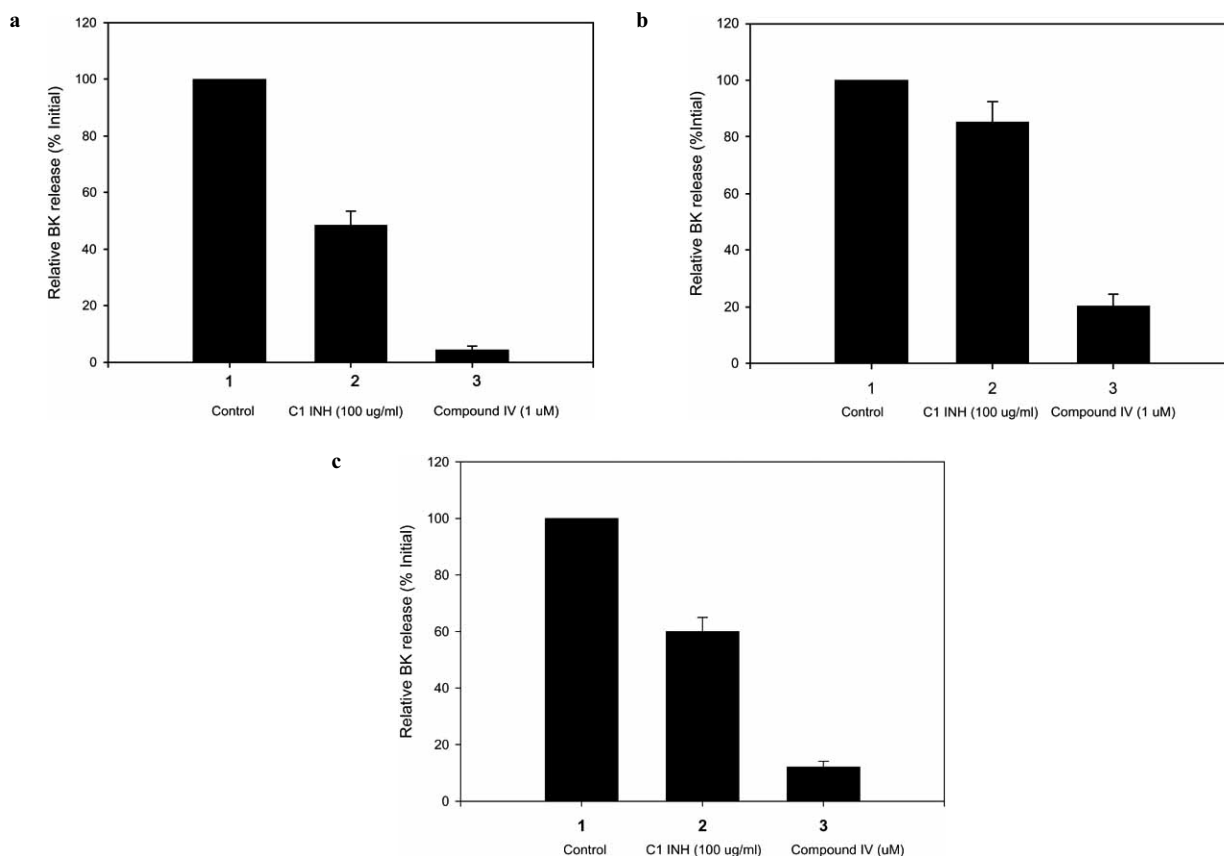 a
Relative BK release (% Initial)
120
100
80
60
40
20
0
1
2
3
Control
C1 INH (100 ug/ml)
Compound IV (1 uM)
b
Relative BK release (%Intial)
120
100
80
60
40
20
0
1
2
3
Control
C1 INH (100 ug/ml)
Compound IV (1 uM)
c
Relative BK release (% Initial)
120
100
80
60
40
20
0
1
2
3
Control
C1 INH (100 ug/ml)
Compound IV (uM)